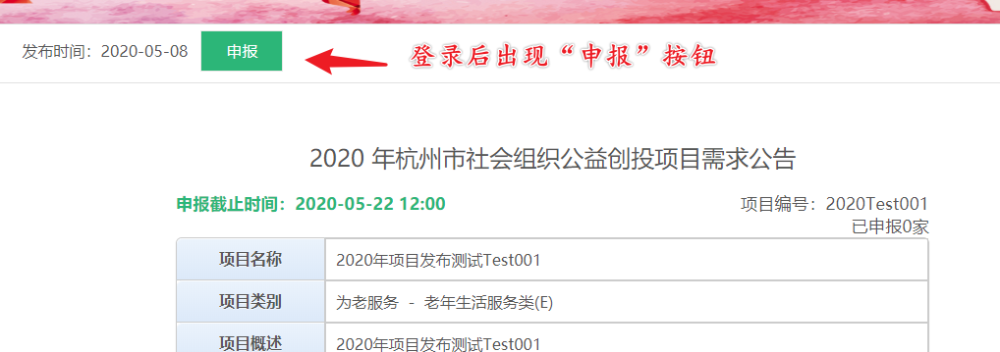 发布时间：2020-05-08 申报 登录后出现“申报”按钮
2020 年杭州市社会组织公益创投项目需求公告
申报截止时间：2020-05-22 12:00 项目编号：2020Test001
已申报0家
项目名称 2020年项目发布测试Test001
项目类别 为老服务 - 老年生活服务类(E)
项目概述 2020年项目发布测试Test001